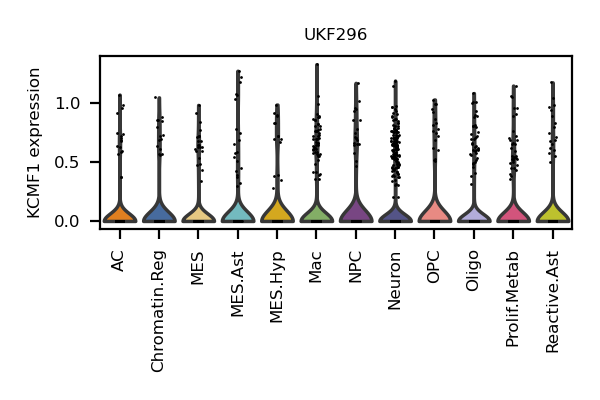 UKF296
KCMF1 expression
1.0
0.5
0.0
AC
Chromatin.Reg
MES
MES.Ast
MES.Hyp
Mac
NPC
Neuron
OPC
Oligo
Prolif.Metab
Reactive.Ast